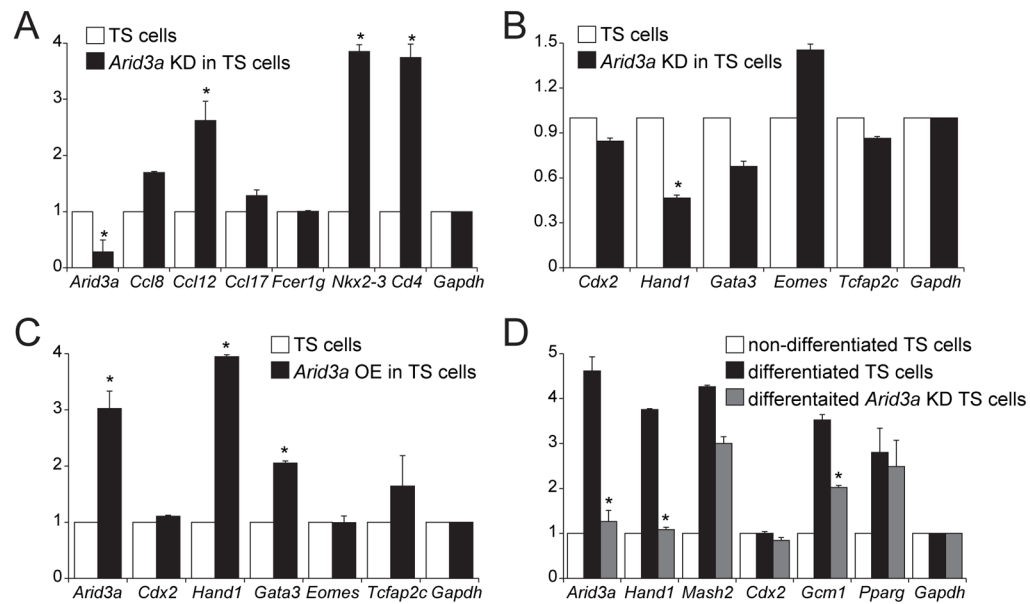 A
TS cells
Arid3a KD in TS cells
4
3
2
1
0
Arid3a Ccl8 Ccl12 Ccl17 Fcer1g Nkx2-3 Cd4 Gapdh
* * * *
B
TS cells
Arid3a KD in TS cells
1.5
1.2
0.9
0.6
0.3
0
*
Cdx2 Hand1 Gata3 Eomes Tcfap2c Gapdh
C
TS cells
Arid3a OE in TS cells
4
3
2
1
0
* * *
Arid3a Cdx2 Hand1 Gata3 Eomes Tcfap2c Gapdh
D
non-differentiated TS cells
differentiated TS cells
differentaited Arid3a KD TS cells
5
4
3
2
1
0
* * *
Arid3a Hand1 Mash2 Cdx2 Gcm1 Pparg Gapdh